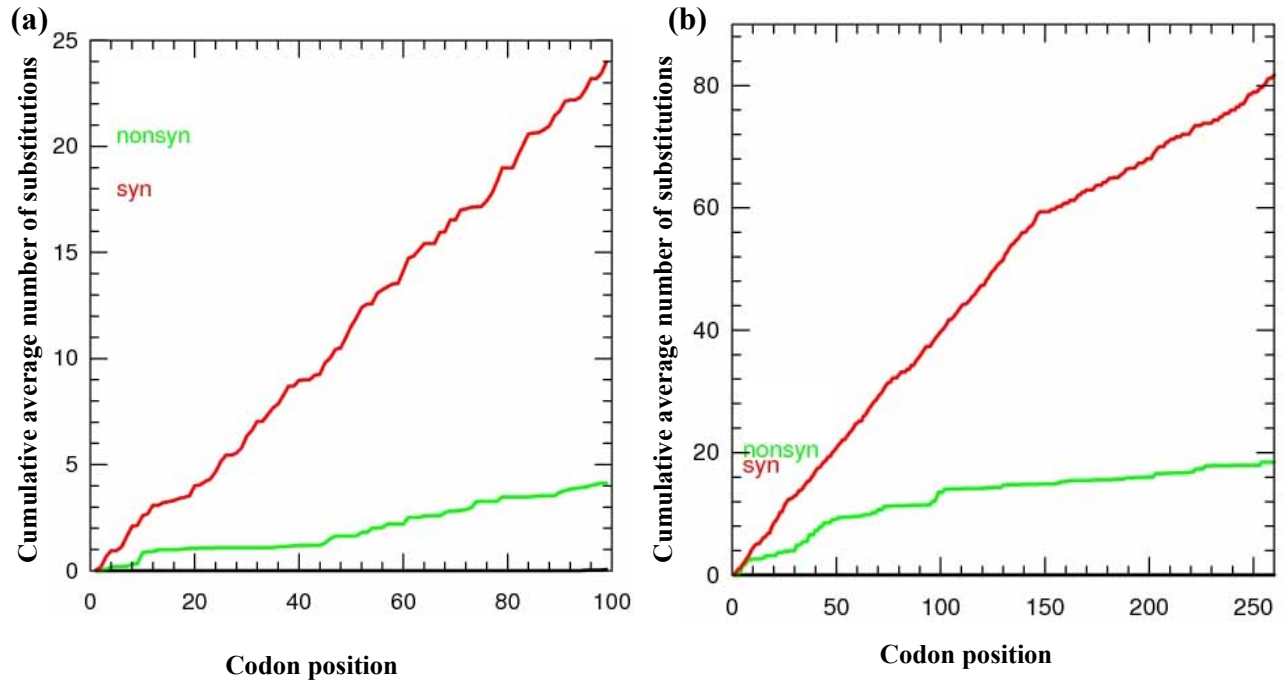 (a)
Cumulative average number of substitutions
25
20
15
10
5
0
nonsyn
syn
0 20 40 60 80 100
Codon position
(b)
Cumulative average number of substitutions
80
60
40
20
0
nonsyn
syn
0 50 100 150 200 250
Codon position